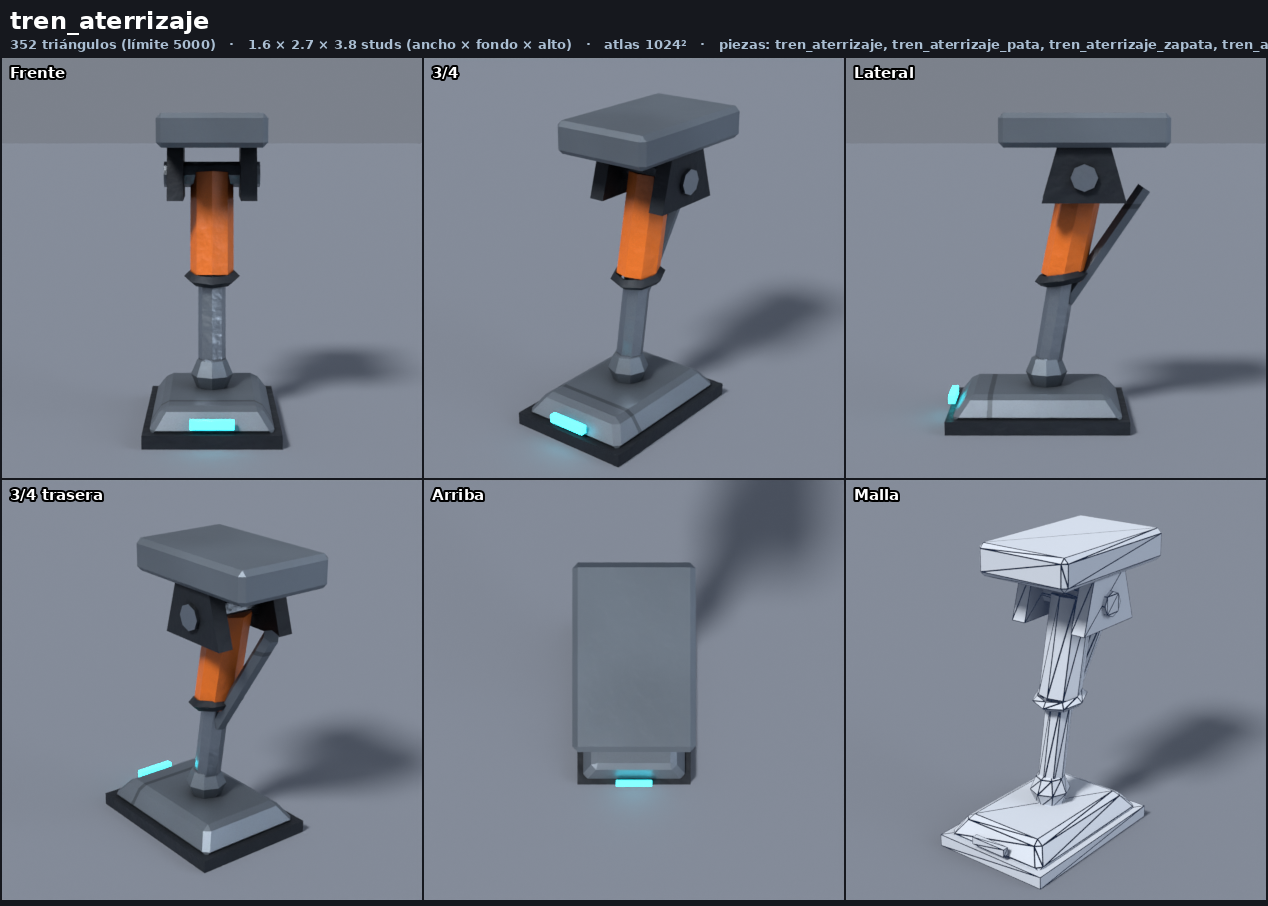 tren_aterrizaje
352 triángulos (límite 5000) · 1.6 × 2.7 × 3.8 studs (ancho × fondo × alto) · atlas 1024² · piezas: tren_aterrizaje, tren_aterrizaje_pata, tren_aterrizaje_zapata, tren_a
Frente
3/4
Lateral
3/4 trasera
Arriba
Malla